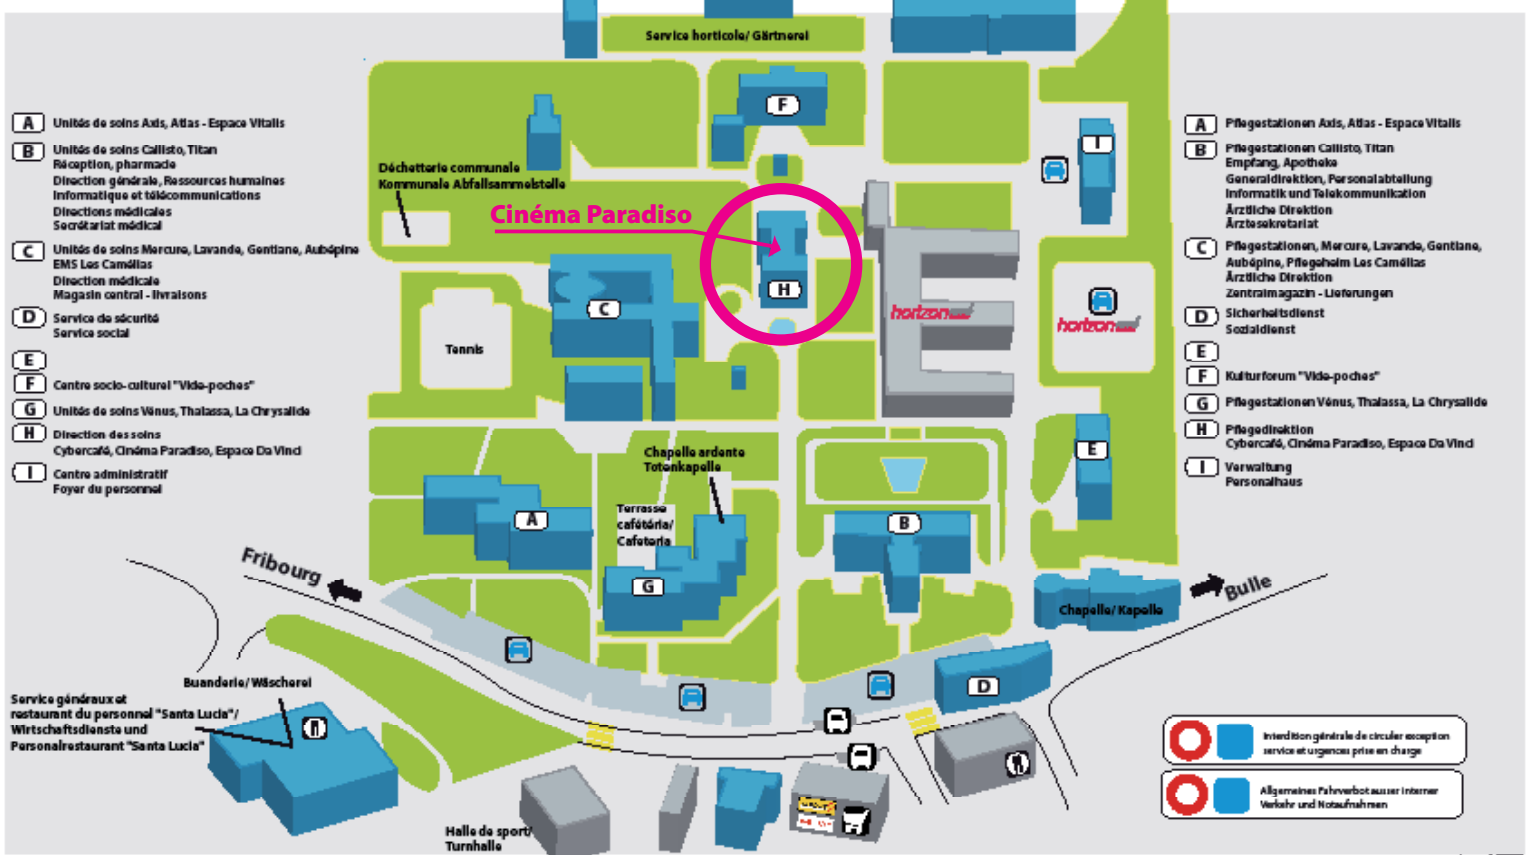 Service horticole/ Gärtnerei
A Unités de soins Axis, Atlas - Espace Vitalis
B Unités de soins Callisto, Titan
Réception, pharmacie
Direction générale, Ressources humaines
Informatique et télécommunications
Directions médicales
Secrétariat médical
C Unités de soins Mercure, Lavande, Gentiane, Aubépine
EMS Les Camélias
Direction médicale
Magasin central - livraisons
D Service de sécurité
Service social
E
F Centre socio-culturel "Vide-poches"
G Unités de soins Vénus, Thalassa, La Chrysalide
H Direction des soins
Cybercafé, Cinéma Paradiso, Espace Da Vinci
I Centre administratif
Foyer du personnel
Déchetterie communale
Kommunale Abfallsammelstelle
Cinéma Paradiso
F
H
C
Tennis
horizon
horizon
I
E
Chapelle ardente
Totenkapelle
Terrasse
cafétéria/
Cafeteria
A
B
G
D
Chapelle/ Kapelle
Fribourg
Bulle
Buanderie/ Wäscherei
Service généraux et
restaurant du personnel "Santa Lucia"/
Wirtschaftsdienste und
Personalrestaurant "Santa Lucia"
Halle de sport/
Turnhalle
A Pflegestationen Axis, Atlas - Espace Vitalis
B Pflegestationen Callisto, Titan
Empfang, Apotheke
Generaldirektion, Personalabteilung
Informatik und Telekommunikation
Ärztliche Direktion
Ärztesekretariat
C Pflegestationen, Mercure, Lavande, Gentiane,
Aubépine, Pflegeheim Les Camélias
Ärztliche Direktion
Zentralmagazin - Lieferungen
D Sicherheitsdienst
Sozialdienst
E
F Kulturforum "Vide-poches"
G Pflegestationen Vénus, Thalassa, La Chrysalide
H Pflegedirektion
Cybercafé, Cinéma Paradiso, Espace Da Vinci
I Verwaltung
Personalhaus
Interdition générale de circuler exception
service et urgences prise en charge
Allgemeines Fahrverbot ausser interner
Verkehr und Notaufnahmen